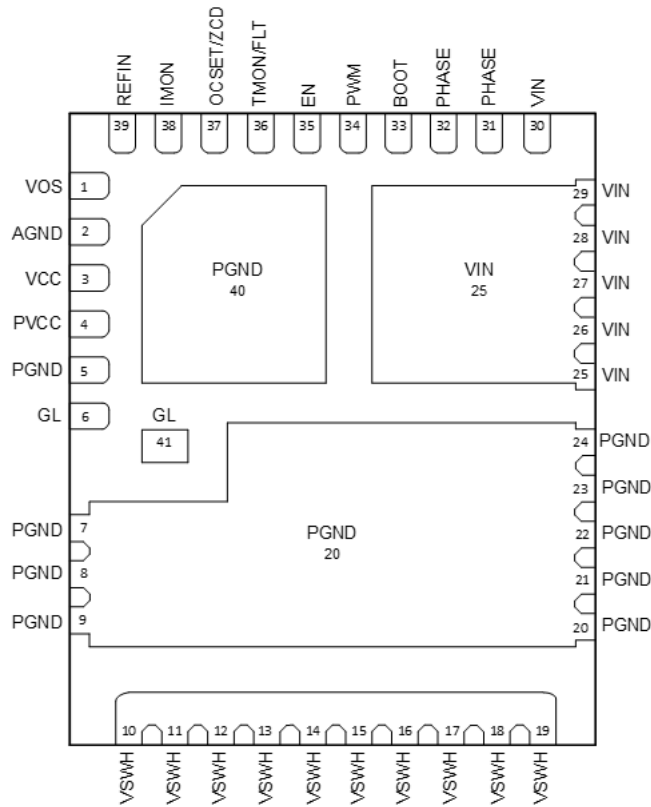 REFIN
IMON
OCSET/ZCD
TMON/FLT
EN
PWM
BOOT
PHASE
PHASE
VIN
39
38
37
36
35
34
33
32
31
30
VOS 1
AGND 2
VCC 3
PVCC 4
PGND 5
GL 6
PGND
40
VIN
25
29 VIN
28 VIN
27 VIN
26 VIN
25 VIN
GL
41
24 PGND
23 PGND
22 PGND
21 PGND
20 PGND
PGND 7
PGND 8
PGND 9
PGND
20
10
11
12
13
14
15
16
17
18
19
VSWH
VSWH
VSWH
VSWH
VSWH
VSWH
VSWH
VSWH
VSWH
VSWH